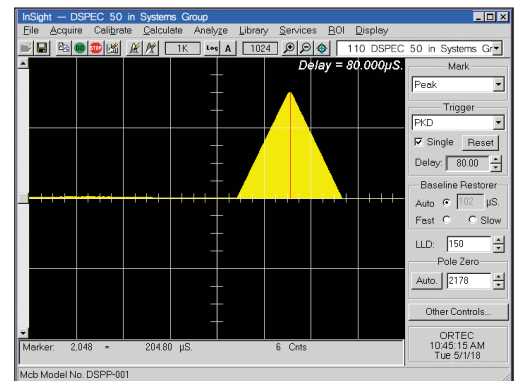 InSight — DSPEC 50 in Systems Group
File Acquire Calibrate Calculate Analyze Library Services ROI Display
GO STOP 1K Log A 1024 110 DSPEC 50 in Systems Gr
Delay = 80.000µS.
Mark
Peak
Trigger
PKD
Single Reset
Delay: 80.00
Baseline Restorer
Auto 102 µS.
Fast Slow
LLD: 150
Pole Zero
Auto. 2178
Other Controls...
ORTEC
10:45:15 AM
Tue 5/1/18
Marker: 2,048 = 204.80 µS. 6 Cnts
Mcb Model No. DSPP-001